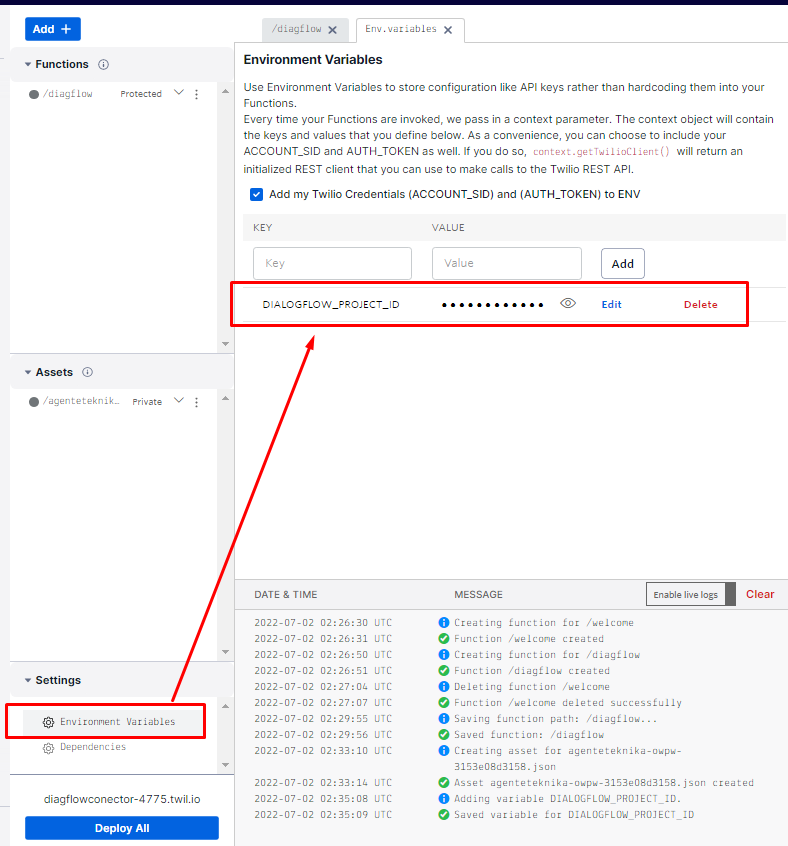 Add +
Functions
/diagflow Protected
Assets
/agenteteknik… Private
Settings
Environment Variables
Dependencies
diagflowconector-4775.twil.io
Deploy All
/diagflow
Env.variables
Environment Variables
Use Environment Variables to store configuration like API keys rather than hardcoding them into your
Functions.
Every time your Functions are invoked, we pass in a context parameter. The context object will contain
the keys and values that you define below. As a convenience, you can choose to include your
ACCOUNT_SID and AUTH_TOKEN as well. If you do so, context.getTwilioClient() will return an
initialized REST client that you can use to make calls to the Twilio REST API.
Add my Twilio Credentials (ACCOUNT_SID) and (AUTH_TOKEN) to ENV
KEY VALUE
Key Value Add
DIALOGFLOW_PROJECT_ID •••••••••••• Edit Delete
DATE & TIME MESSAGE Enable live logs Clear
2022-07-02 02:26:30 UTC Creating function for /welcome
2022-07-02 02:26:31 UTC Function /welcome created
2022-07-02 02:26:50 UTC Creating function for /diagflow
2022-07-02 02:26:51 UTC Function /diagflow created
2022-07-02 02:27:04 UTC Deleting function /welcome
2022-07-02 02:27:07 UTC Function /welcome deleted successfully
2022-07-02 02:29:55 UTC Saving function path: /diagflow...
2022-07-02 02:29:56 UTC Saved function: /diagflow
2022-07-02 02:33:10 UTC Creating asset for agenteteknika-owpw-
3153e08d3158.json
2022-07-02 02:33:14 UTC Asset agenteteknika-owpw-3153e08d3158.json created
2022-07-02 02:35:08 UTC Adding variable DIALOGFLOW_PROJECT_ID.
2022-07-02 02:35:09 UTC Saved variable for DIALOGFLOW_PROJECT_ID